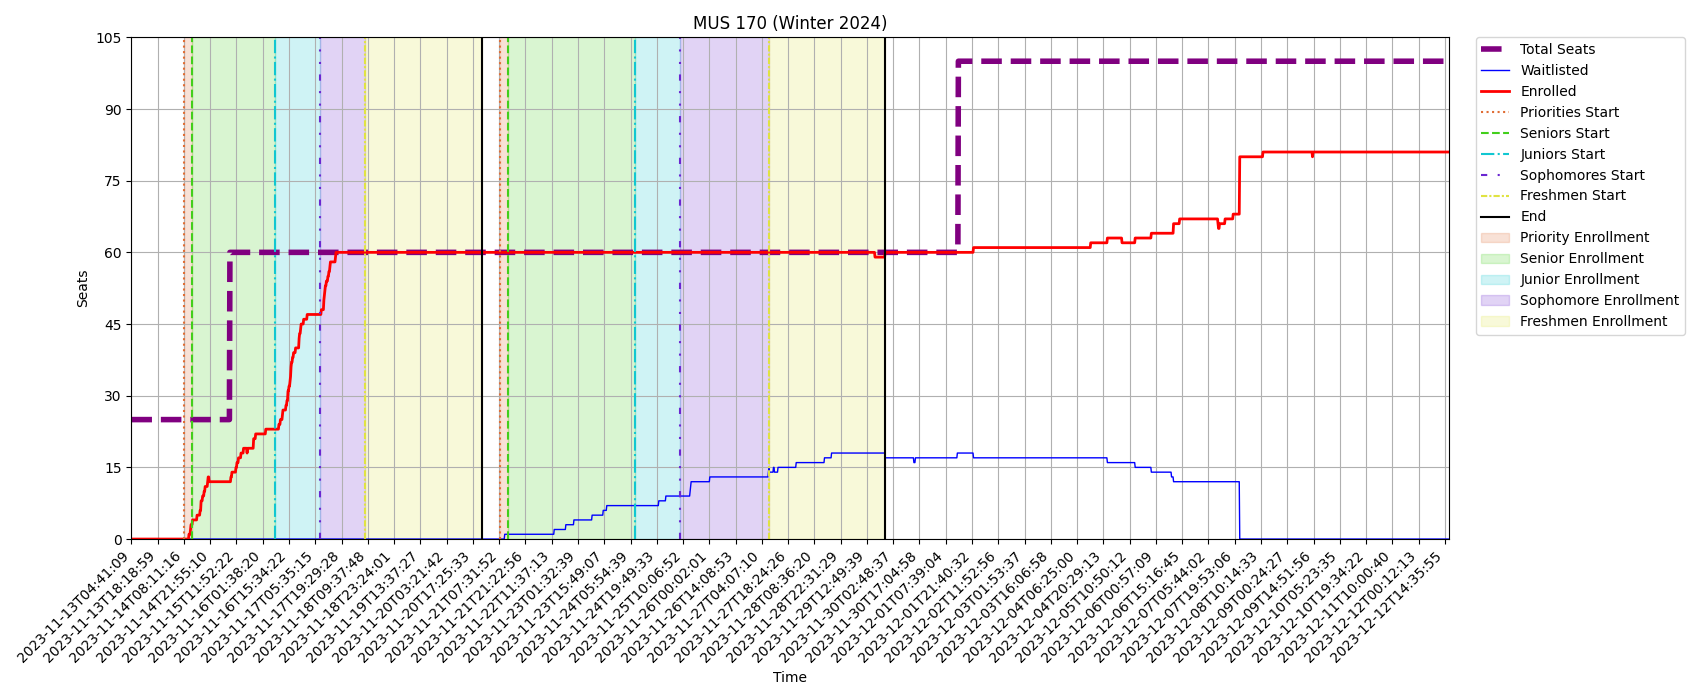 MUS 170 (Winter 2024)
105
90
75
60
45
30
15
0
Seats
2023-11-13T04:41:09
2023-11-13T18:18:59
2023-11-14T08:11:16
2023-11-14T21:55:10
2023-11-15T11:52:22
2023-11-16T01:38:20
2023-11-16T15:34:22
2023-11-17T05:35:15
2023-11-17T19:29:28
2023-11-18T09:37:48
2023-11-18T23:24:01
2023-11-19T13:37:27
2023-11-20T03:21:42
2023-11-20T17:25:33
2023-11-21T07:31:52
2023-11-21T21:22:56
2023-11-22T11:37:13
2023-11-23T01:32:39
2023-11-23T15:49:07
2023-11-24T05:54:39
2023-11-24T19:49:33
2023-11-25T10:06:52
2023-11-26T00:02:01
2023-11-26T14:08:53
2023-11-27T04:07:10
2023-11-27T18:24:26
2023-11-28T08:36:20
2023-11-28T22:31:29
2023-11-29T12:49:39
2023-11-30T02:48:37
2023-11-30T17:04:58
2023-12-01T07:39:04
2023-12-01T21:40:32
2023-12-02T11:52:56
2023-12-03T01:53:37
2023-12-03T16:06:58
2023-12-04T06:25:00
2023-12-04T20:29:13
2023-12-05T10:50:12
2023-12-06T00:57:09
2023-12-06T15:16:45
2023-12-07T05:44:02
2023-12-07T19:53:06
2023-12-08T10:14:33
2023-12-09T00:24:27
2023-12-09T14:51:56
2023-12-10T05:23:35
2023-12-10T19:34:22
2023-12-11T10:00:40
2023-12-12T00:12:13
2023-12-12T14:35:55
Time
Total Seats
Waitlisted
Enrolled
Priorities Start
Seniors Start
Juniors Start
Sophomores Start
Freshmen Start
End
Priority Enrollment
Senior Enrollment
Junior Enrollment
Sophomore Enrollment
Freshmen Enrollment